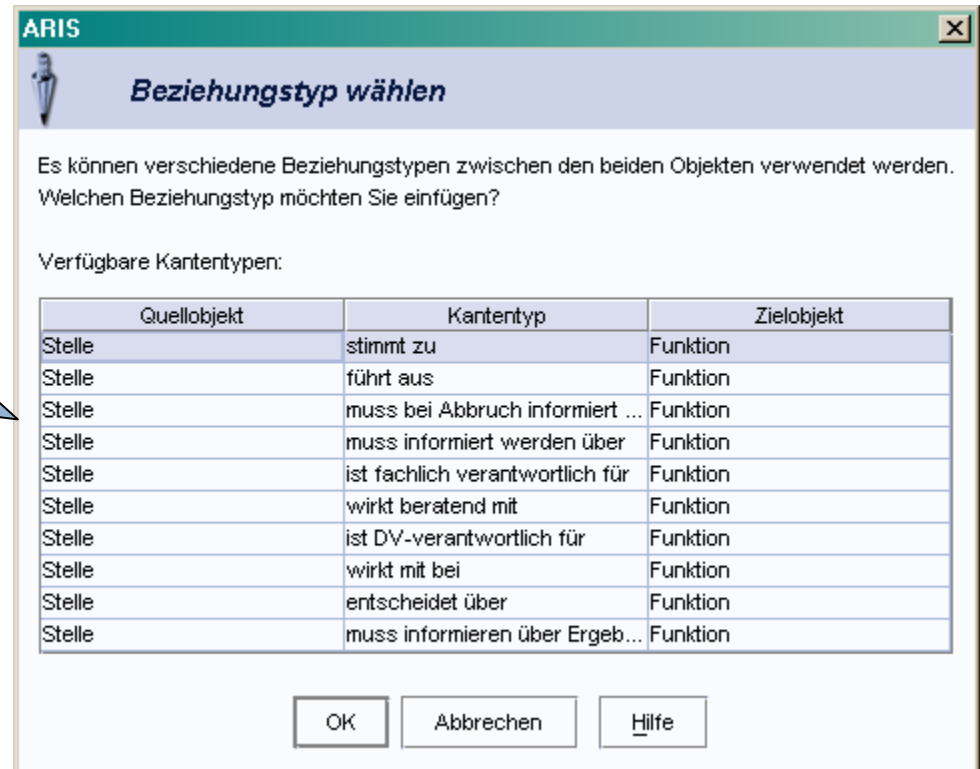 ARIS
Beziehungstyp wählen
Es können verschiedene Beziehungstypen zwischen den beiden Objekten verwendet werden.
Welchen Beziehungstyp möchten Sie einfügen?
Verfügbare Kantentypen:
Quellobjekt Kantentyp Zielobjekt
Stelle stimmt zu Funktion
Stelle führt aus Funktion
Stelle muss bei Abbruch informiert ... Funktion
Stelle muss informiert werden über Funktion
Stelle ist fachlich verantwortlich für Funktion
Stelle wirkt beratend mit Funktion
Stelle ist DV-verantwortlich für Funktion
Stelle wirkt mit bei Funktion
Stelle entscheidet über Funktion
Stelle muss informieren über Ergeb... Funktion
OK Abbrechen Hilfe